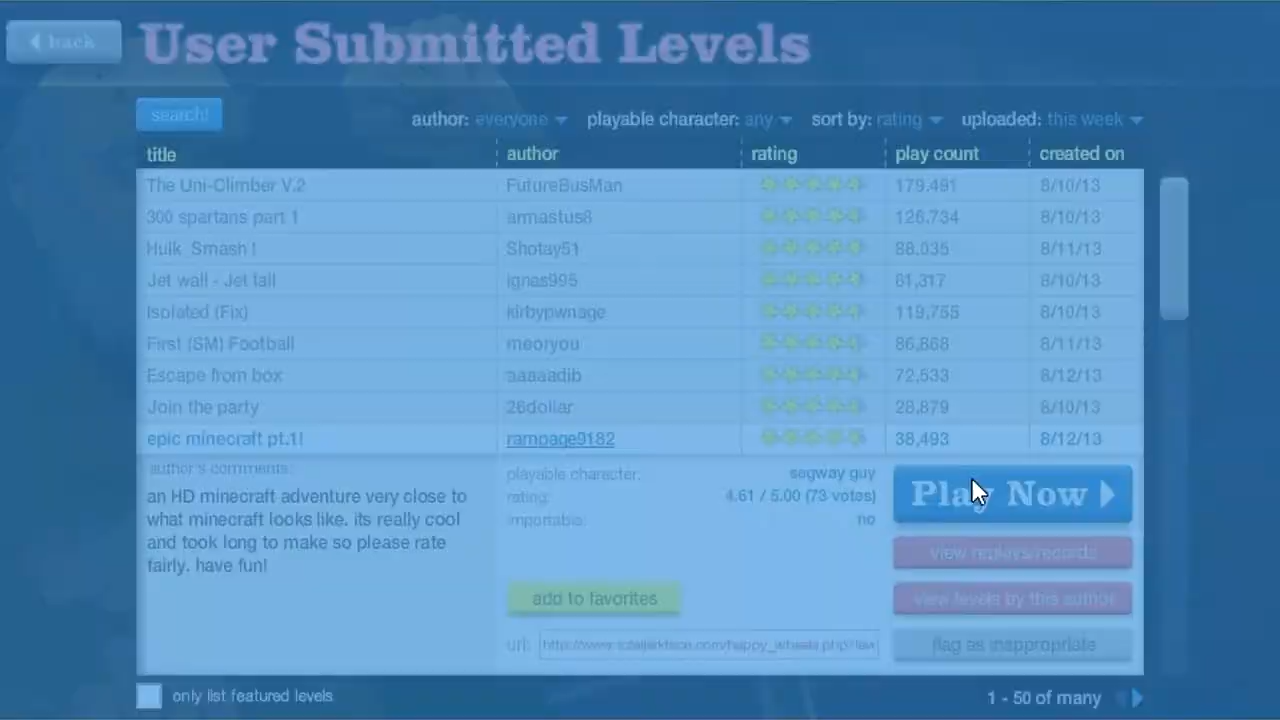 back
User Submitted Levels
search!
author: everyone playable character: any sort by: rating uploaded: this week
title author rating play count created on
The Uni-Climber V.2 FutureBusMan 179,491 8/10/13
300 spartans part 1 armastus8 126,734 8/10/13
Hulk Smash ! Shotay51 88,035 8/11/13
Jet wall - Jet fall ignas995 61,317 8/10/13
Isolated (Fix) kirbypwnage 119,755 8/10/13
First (SM) Football meoryou 86,868 8/11/13
Escape from box aaaaadib 72,533 8/12/13
Join the party 26dollar 28,879 8/10/13
epic minecraft pt.1! rampage9182 38,493 8/12/13
author's comments:
an HD minecraft adventure very close to
what minecraft looks like. its really cool
and took long to make so please rate
fairly. have fun!
playable character: segway guy
rating: 4.61 / 5.00 (73 votes)
importable: no
add to favorites
url: http://www.totaljerkface.com/happy_wheels.php?lev
Play Now
view replays/records
view levels by this author
flag as inappropriate
only list featured levels
1 - 50 of many